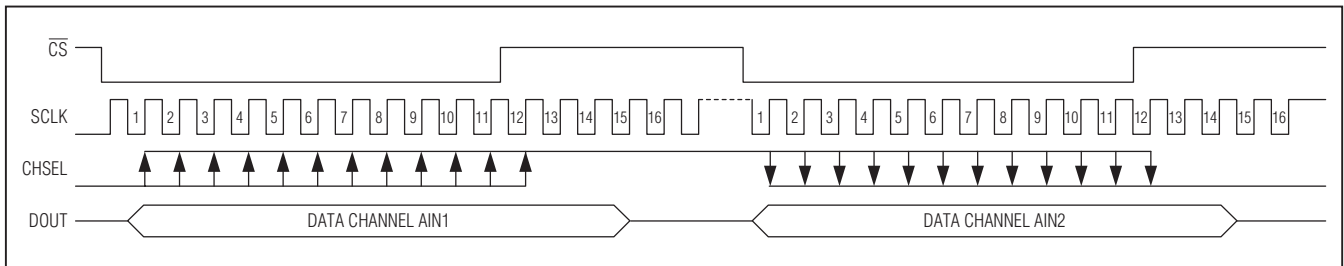 CS
SCLK 1 2 3 4 5 6 7 8 9 10 11 12 13 14 15 16 1 2 3 4 5 6 7 8 9 10 11 12 13 14 15 16
CHSEL
DOUT DATA CHANNEL AIN1 DATA CHANNEL AIN2